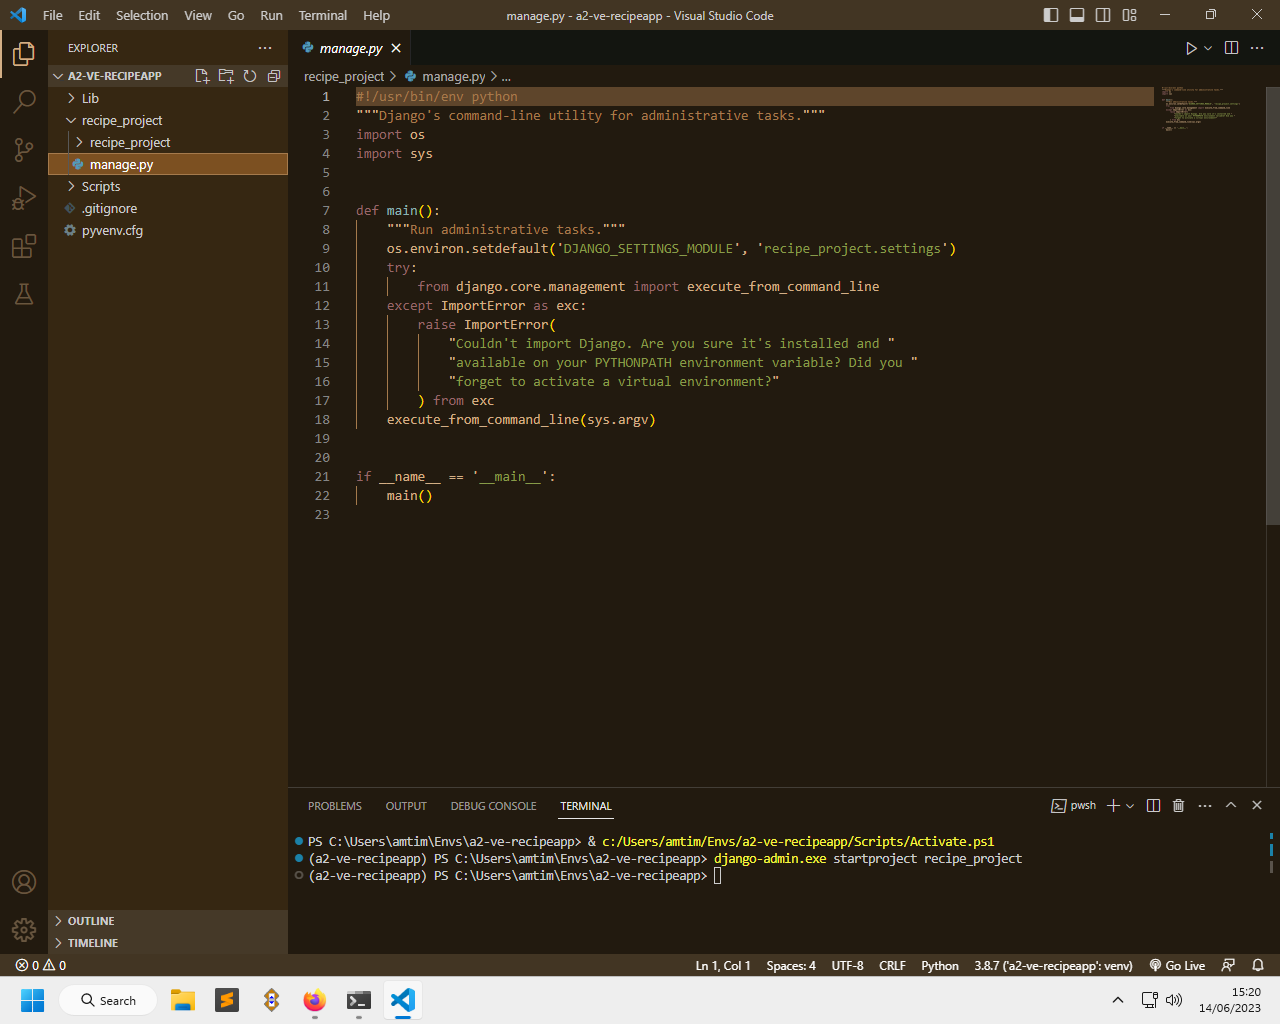 File Edit Selection View Go Run Terminal Help
manage.py - a2-ve-recipeapp - Visual Studio Code
EXPLORER
A2-VE-RECIPEAPP
Lib
recipe_project
recipe_project
manage.py
Scripts
.gitignore
pyvenv.cfg
OUTLINE
TIMELINE
manage.py
recipe_project > manage.py > ...
1 #!/usr/bin/env python
2 """Django's command-line utility for administrative tasks."""
3 import os
4 import sys
5
6
7 def main():
8 """Run administrative tasks."""
9 os.environ.setdefault('DJANGO_SETTINGS_MODULE', 'recipe_project.settings')
10 try:
11 from django.core.management import execute_from_command_line
12 except ImportError as exc:
13 raise ImportError(
14 "Couldn't import Django. Are you sure it's installed and "
15 "available on your PYTHONPATH environment variable? Did you "
16 "forget to activate a virtual environment?"
17 ) from exc
18 execute_from_command_line(sys.argv)
19
20
21 if __name__ == '__main__':
22 main()
23
PROBLEMS OUTPUT DEBUG CONSOLE TERMINAL
pwsh
PS C:\Users\amtim\Envs\a2-ve-recipeapp> & c:/Users/amtim/Envs/a2-ve-recipeapp/Scripts/Activate.ps1
(a2-ve-recipeapp) PS C:\Users\amtim\Envs\a2-ve-recipeapp> django-admin.exe startproject recipe_project
(a2-ve-recipeapp) PS C:\Users\amtim\Envs\a2-ve-recipeapp>
0 0
Ln 1, Col 1 Spaces: 4 UTF-8 CRLF Python 3.8.7 ('a2-ve-recipeapp': venv) Go Live
Search
15:20
14/06/2023